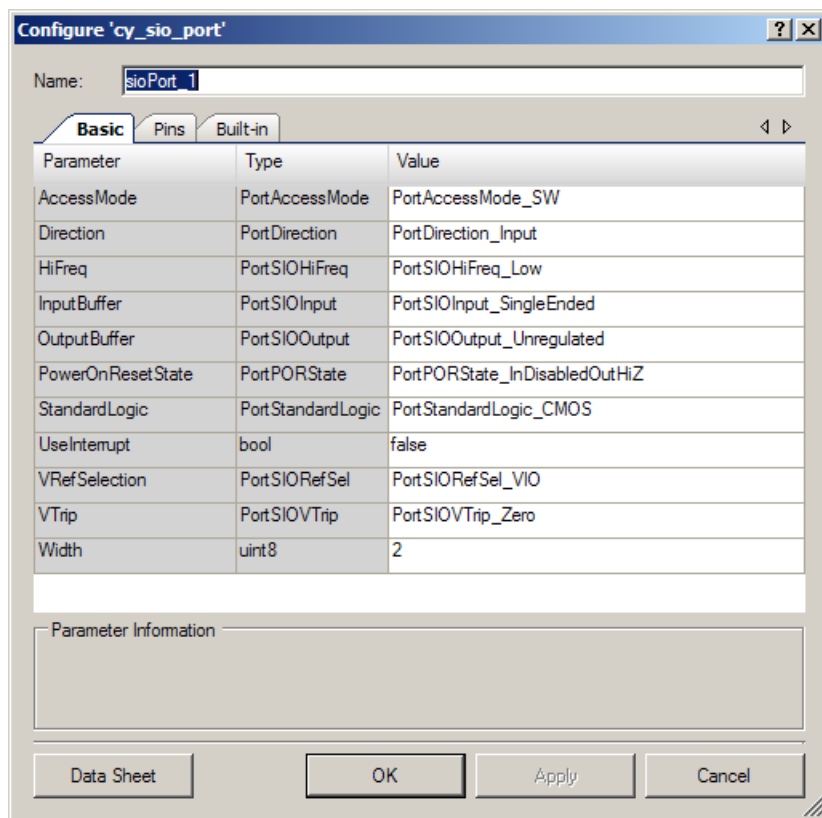 Configure 'cy_sio_port'
Name: sioPort_1
Basic Pins Built-in
Parameter Type Value
AccessMode PortAccessMode PortAccessMode_SW
Direction PortDirection PortDirection_Input
HiFreq PortSIOHiFreq PortSIOHiFreq_Low
InputBuffer PortSIOInput PortSIOInput_SingleEnded
OutputBuffer PortSIOOutput PortSIOOutput_Unregulated
PowerOnResetState PortPORState PortPORState_InDisabledOutHiZ
StandardLogic PortStandardLogic PortStandardLogic_CMOS
UseInterrupt bool false
VRefSelection PortSIORefSel PortSIORefSel_VIO
VTrip PortSIOVTrip PortSIOVTrip_Zero
Width uint8 2
Parameter Information
Data Sheet OK Apply Cancel